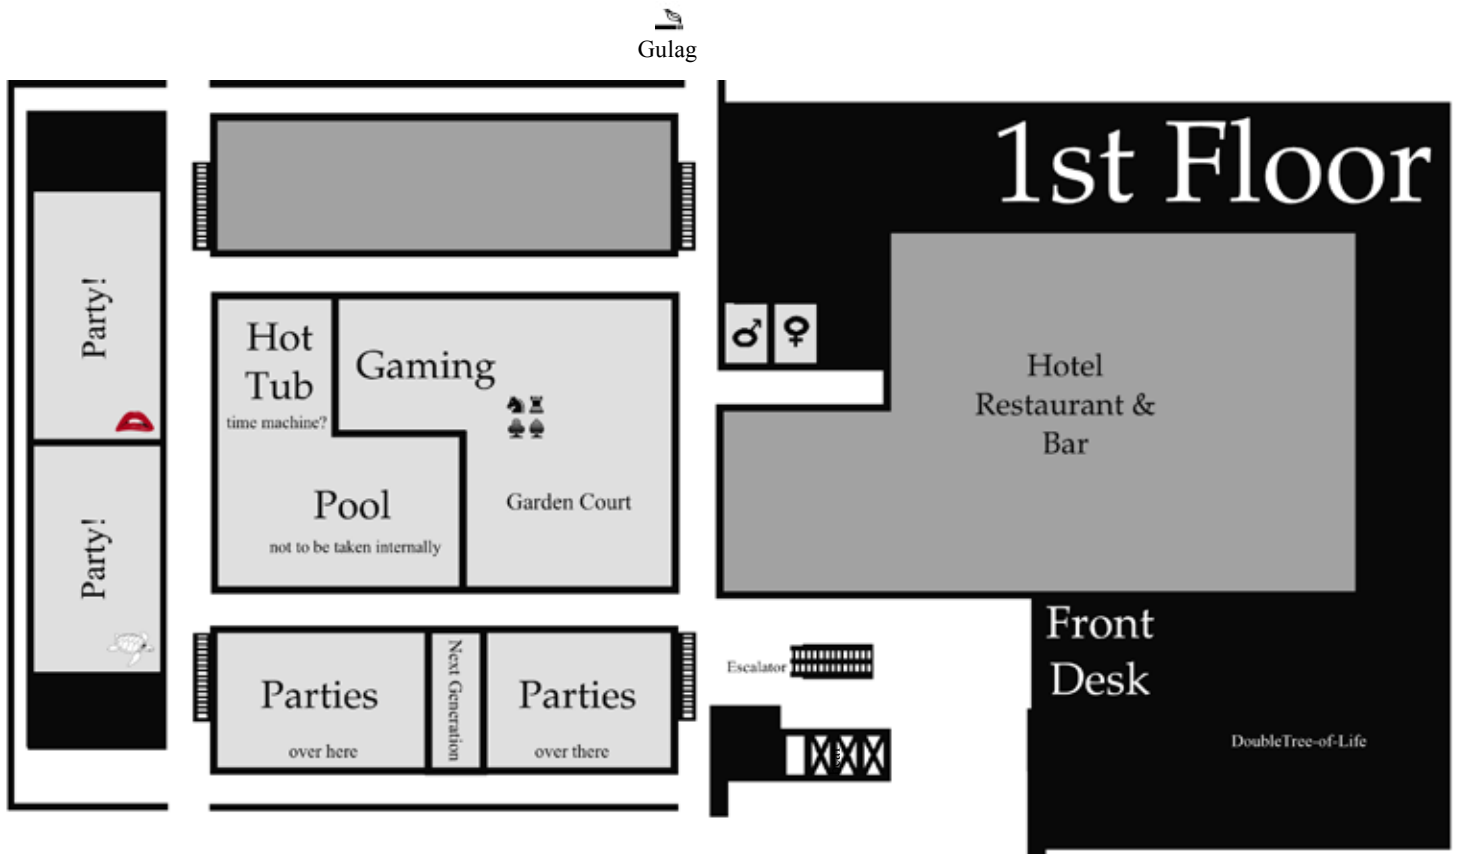 Gulag
1st Floor
Party!
Party!
Hot
Tub
time machine?
Gaming
Pool
not to be taken internally
Garden Court
Hotel
Restaurant &
Bar
Parties
over here
Next Generation
Parties
over there
Escalator
Front
Desk
DoubleTree-of-Life